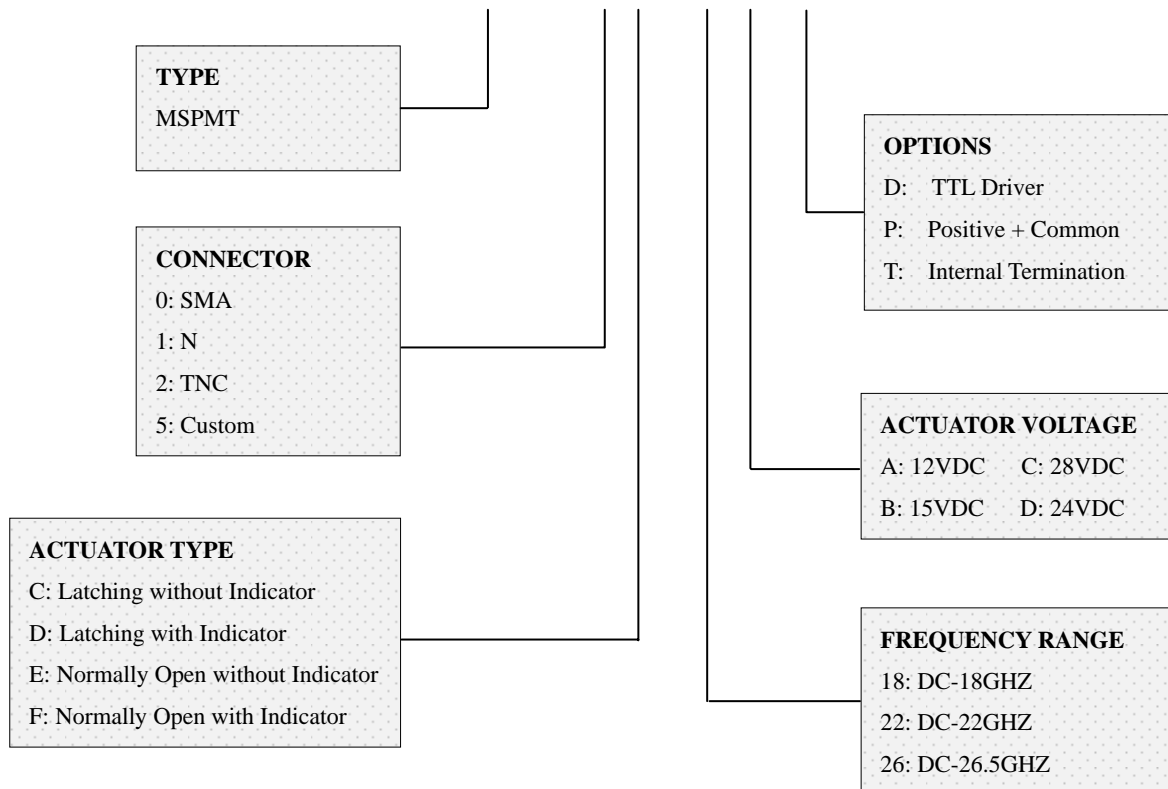 TYPE
MSPMT
CONNECTOR
0: SMA
1: N
2: TNC
5: Custom
ACTUATOR TYPE
C: Latching without Indicator
D: Latching with Indicator
E: Normally Open without Indicator
F: Normally Open with Indicator
OPTIONS
D: TTL Driver
P: Positive + Common
T: Internal Termination
ACTUATOR VOLTAGE
A: 12VDC C: 28VDC
B: 15VDC D: 24VDC
FREQUENCY RANGE
18: DC-18GHZ
22: DC-22GHZ
26: DC-26.5GHZ